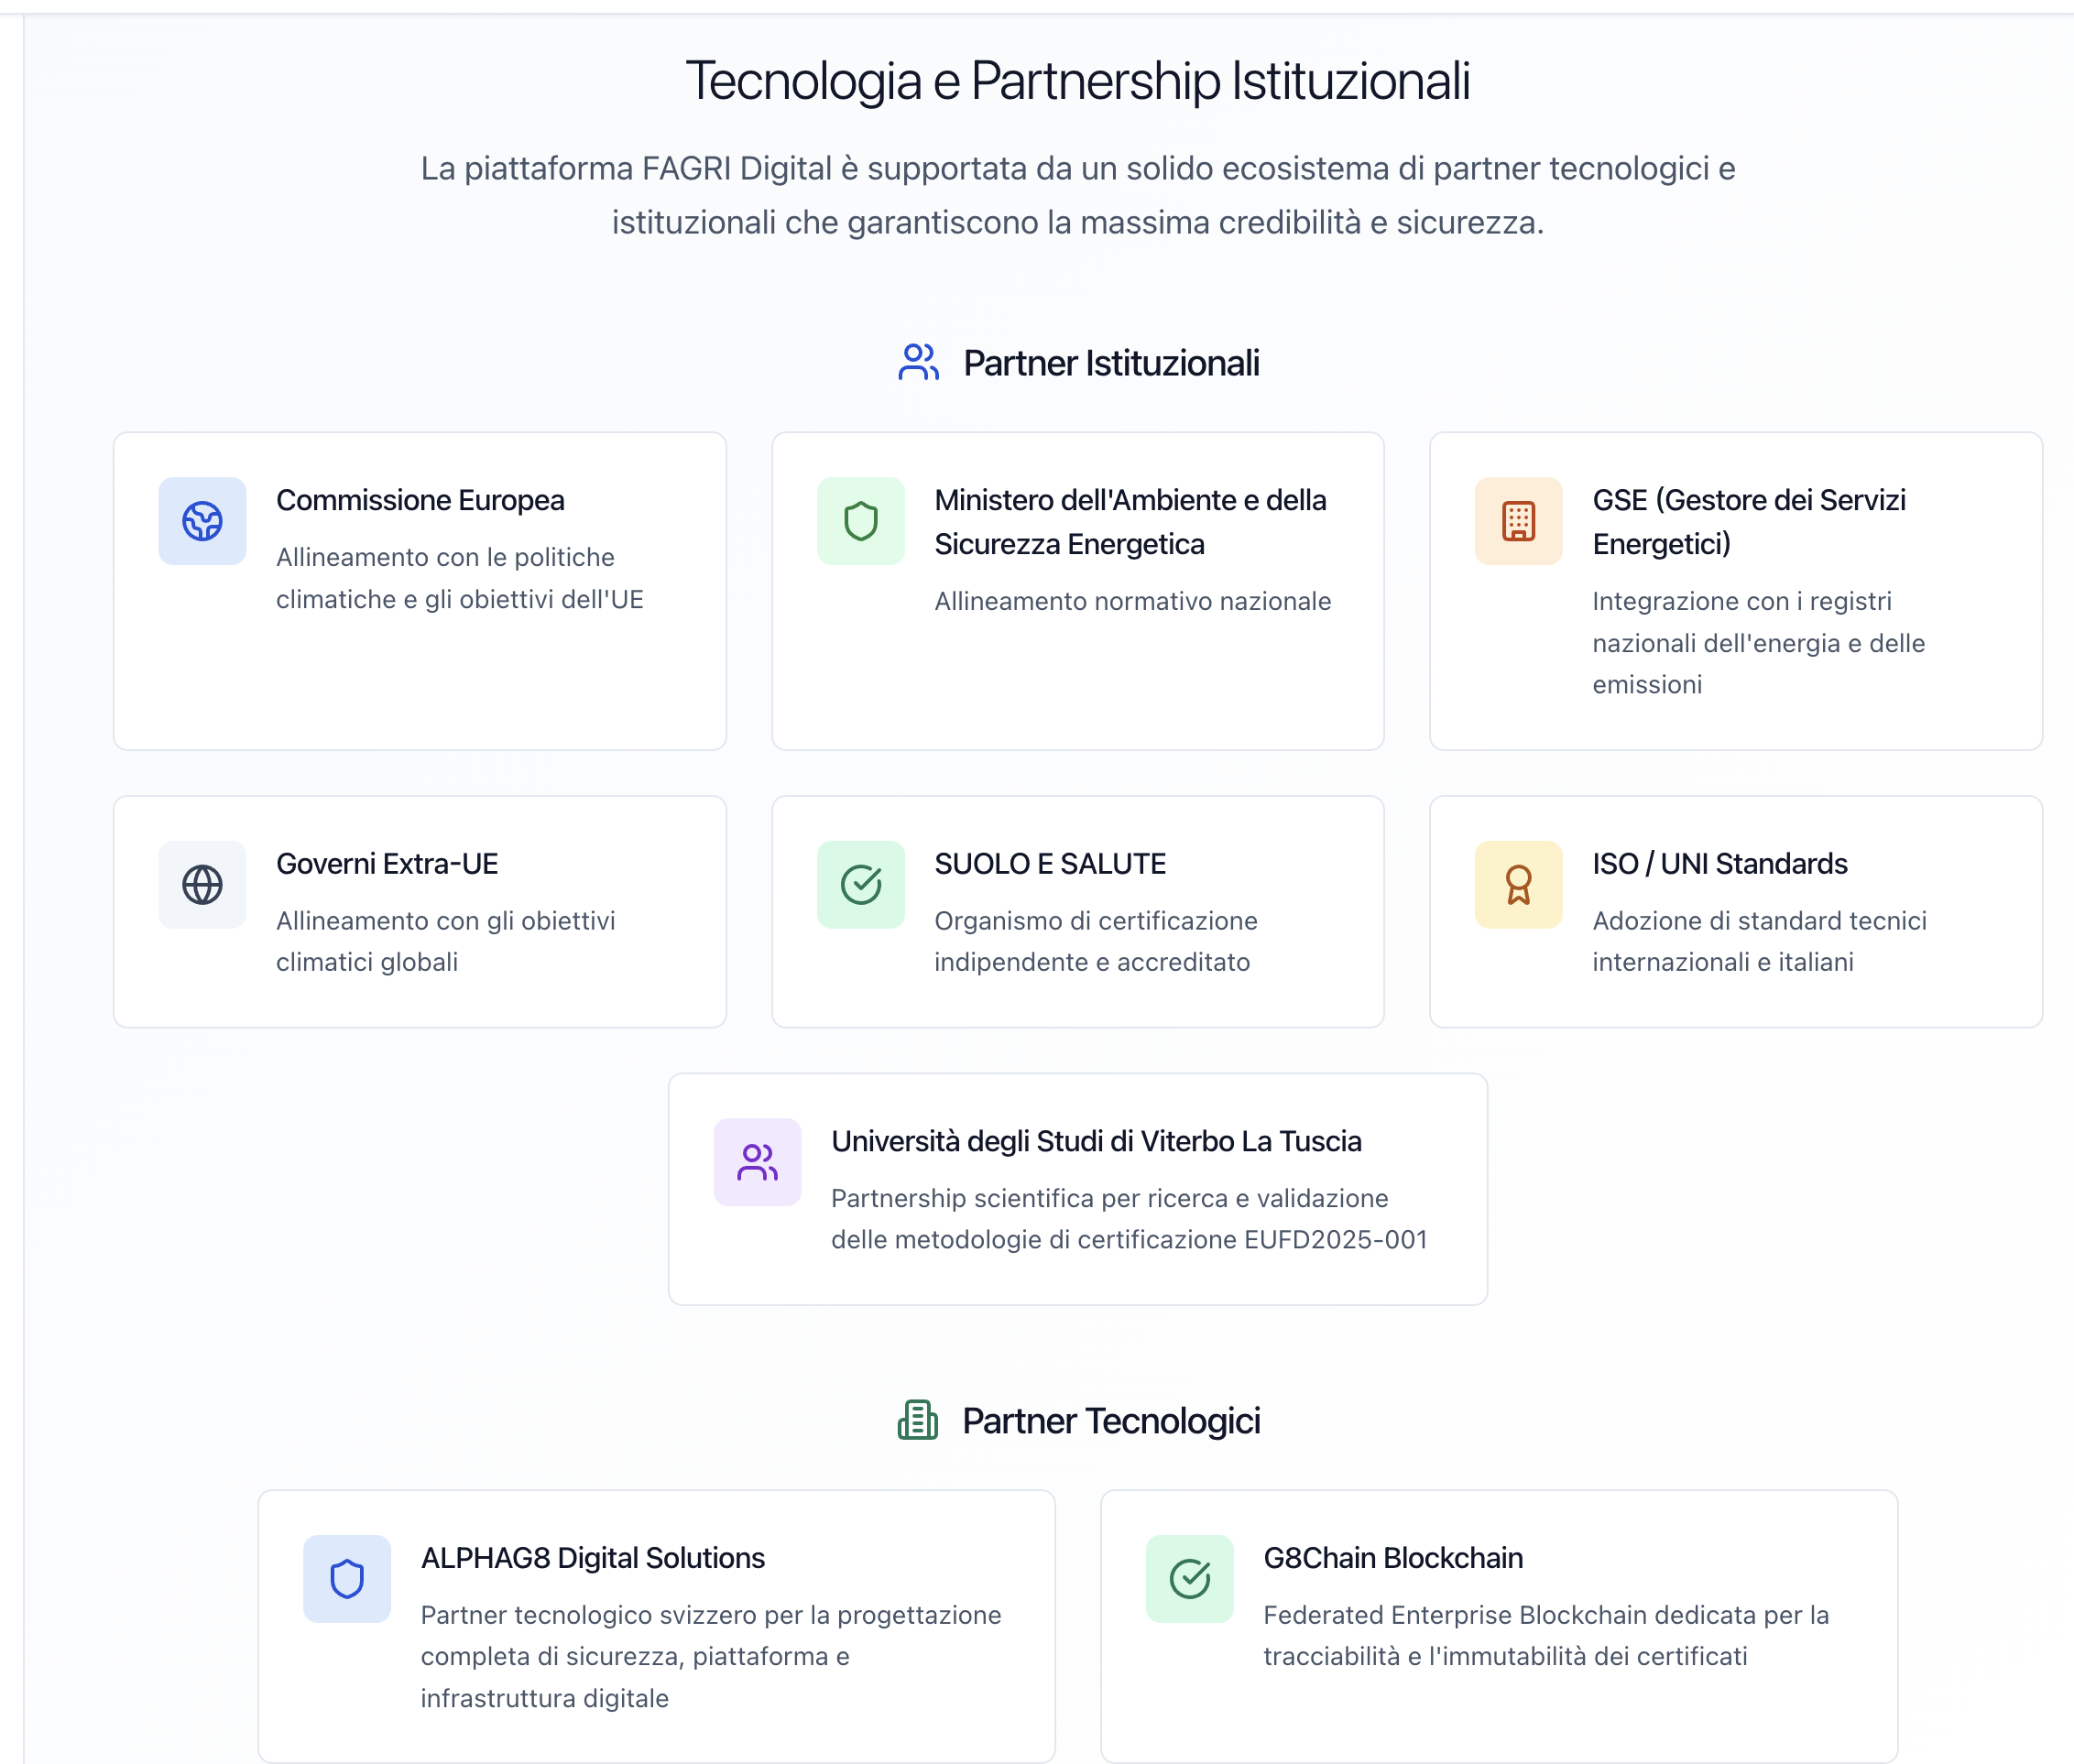 Tecnologia e Partnership Istituzionali
La piattaforma FAGRI Digital è supportata da un solido ecosistema di partner tecnologici e
istituzionali che garantiscono la massima credibilità e sicurezza.
Partner Istituzionali
Commissione Europea
Allineamento con le politiche
climatiche e gli obiettivi dell'UE
Ministero dell'Ambiente e della
Sicurezza Energetica
Allineamento normativo nazionale
GSE (Gestore dei Servizi
Energetici)
Integrazione con i registri
nazionali dell'energia e delle
emissioni
Governi Extra-UE
Allineamento con gli obiettivi
climatici globali
SUOLO E SALUTE
Organismo di certificazione
indipendente e accreditato
ISO / UNI Standards
Adozione di standard tecnici
internazionali e italiani
Università degli Studi di Viterbo La Tuscia
Partnership scientifica per ricerca e validazione
delle metodologie di certificazione EUFD2025-001
Partner Tecnologici
ALPHAG8 Digital Solutions
Partner tecnologico svizzero per la progettazione
completa di sicurezza, piattaforma e
infrastruttura digitale
G8Chain Blockchain
Federated Enterprise Blockchain dedicata per la
tracciabilità e l'immutabilità dei certificati